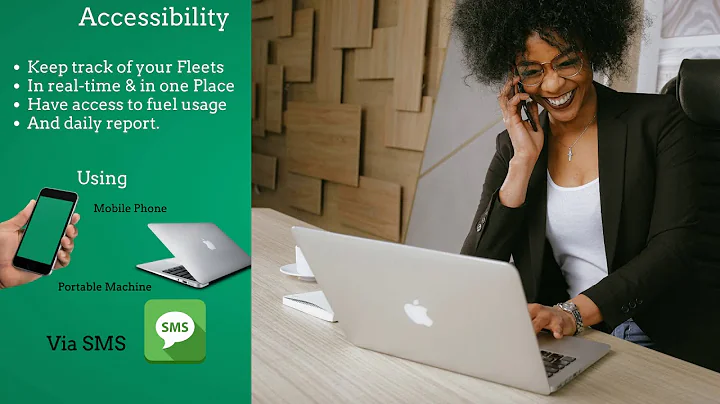 Accessibility
Keep track of your Fleets
In real-time & in one Place
Have access to fuel usage
And daily report.
Using
Mobile Phone
Portable Machine
SMS
Via SMS